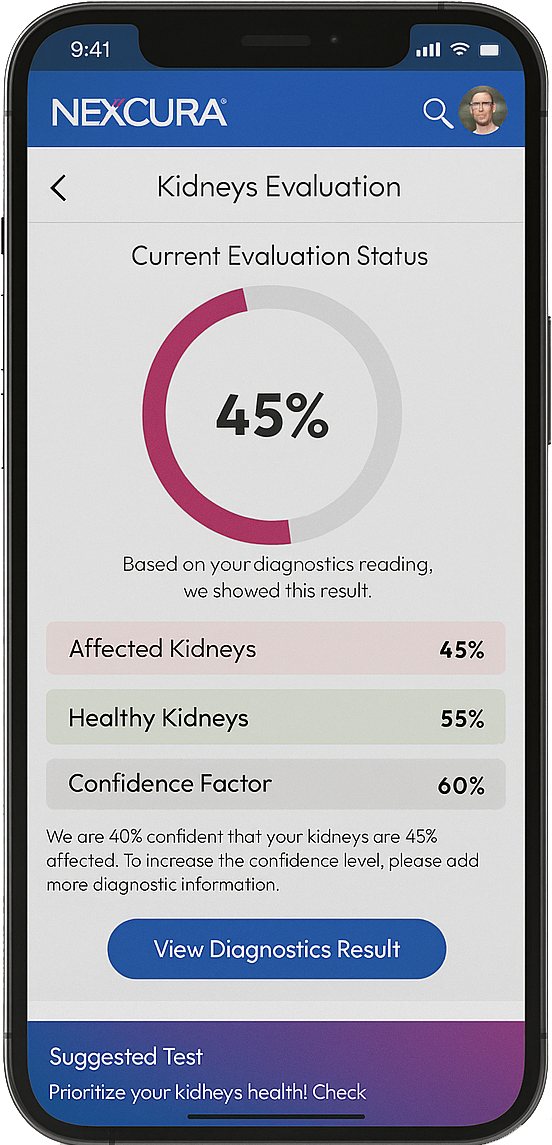 9:41
NEXCURA®
Kidneys Evaluation
Current Evaluation Status
45%
Based on your diagnostics reading,
we showed this result.
Affected Kidneys 45%
Healthy Kidneys 55%
Confidence Factor 60%
We are 40% confident that your kidneys are 45%
affected. To increase the confidence level, please add
more diagnostic information.
View Diagnostics Result
Suggested Test
Prioritize your kidheys health! Check